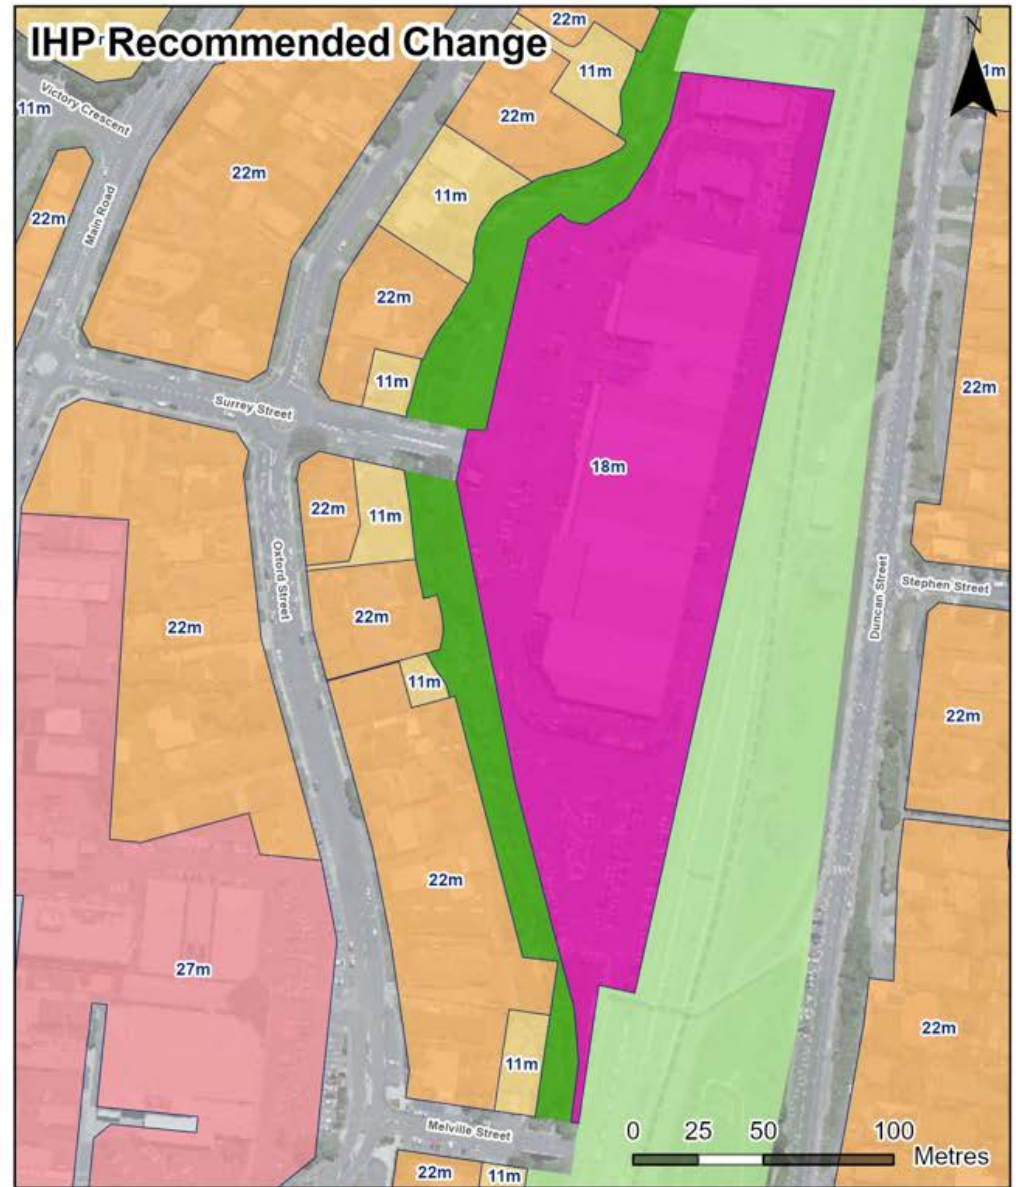 IHP Recommended Change
22m
11m
22m
N
1m
11m
Victory Crescent
22m
11m
22m
Main Road
22m
22m
11m
22m
Surrey Street
18m
22m
11m
Oxford Street
Duncan Street
Stephen Street
22m
22m
11m
22m
22m
27m
22m
11m
Melville Street
22m
11m
0 25 50 100
Metres